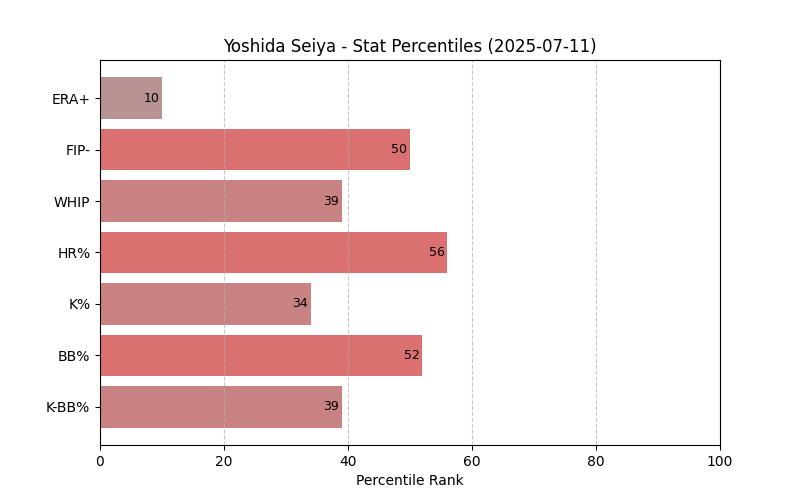 Yoshida Seiya - Stat Percentiles (2025-07-11)
ERA+ 10
FIP- 50
WHIP 39
HR% 56
K% 34
BB% 52
K-BB% 39
0 20 40 60 80 100
Percentile Rank